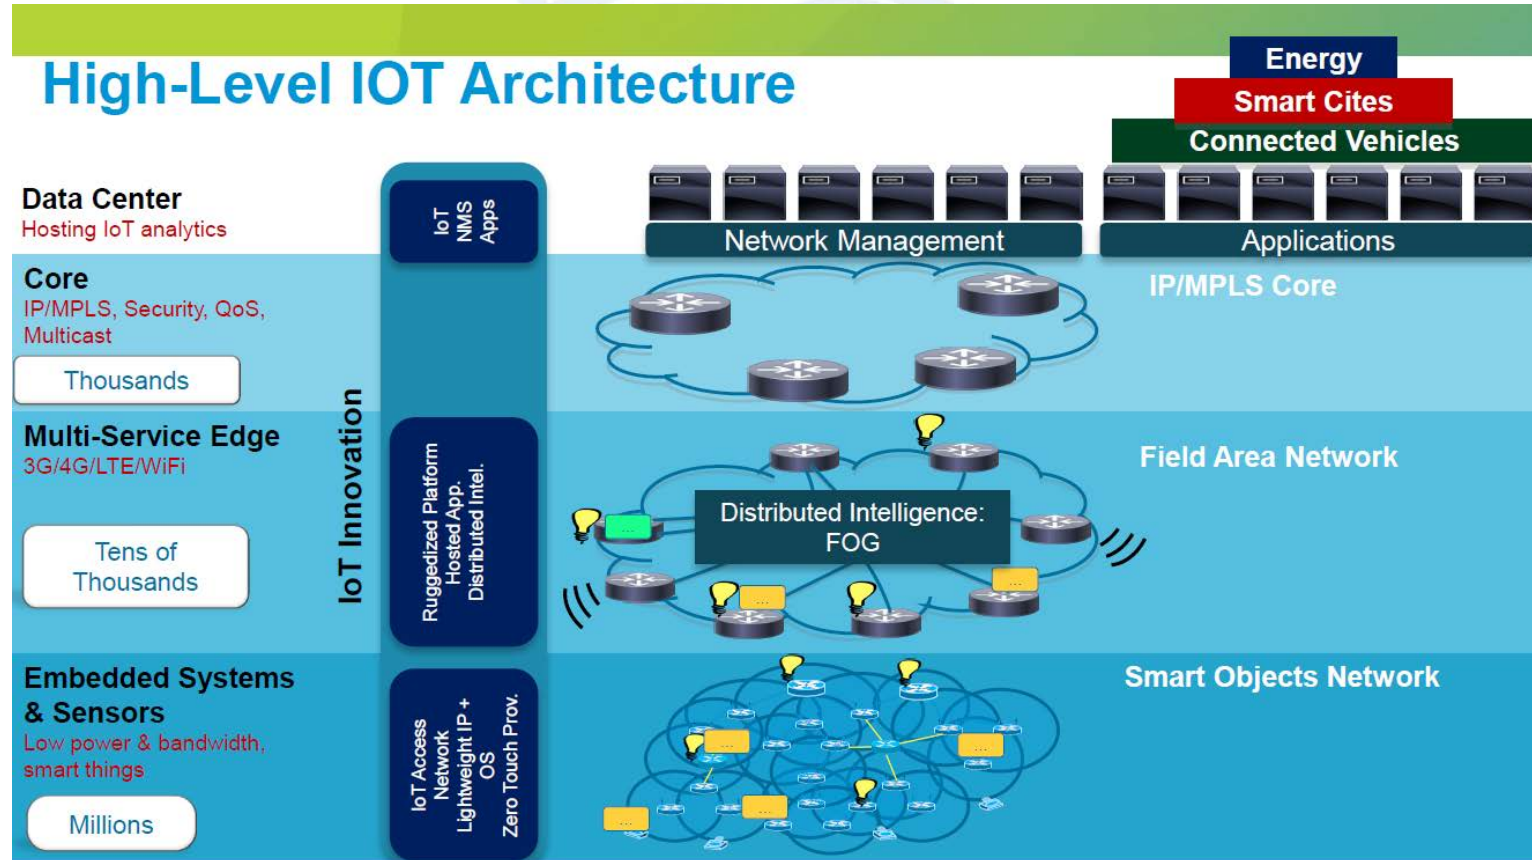 High-Level IOT Architecture
Energy
Smart Cites
Connected Vehicles
Data Center
Hosting IoT analytics
IoT
NMS
Apps
Network Management
Applications
Core
IP/MPLS, Security, QoS,
Multicast
Thousands
IP/MPLS Core
IoT Innovation
Multi-Service Edge
3G/4G/LTE/WiFi
Tens of
Thousands
Ruggedized Platform
Hosted App.
Distributed Intel.
Distributed Intelligence:
FOG
...
...
...
Field Area Network
Embedded Systems
& Sensors
Low power & bandwidth,
smart things
Millions
IoT Access
Network
Lightweight IP +
OS
Zero Touch Prov.
...
...
...
...
Smart Objects Network